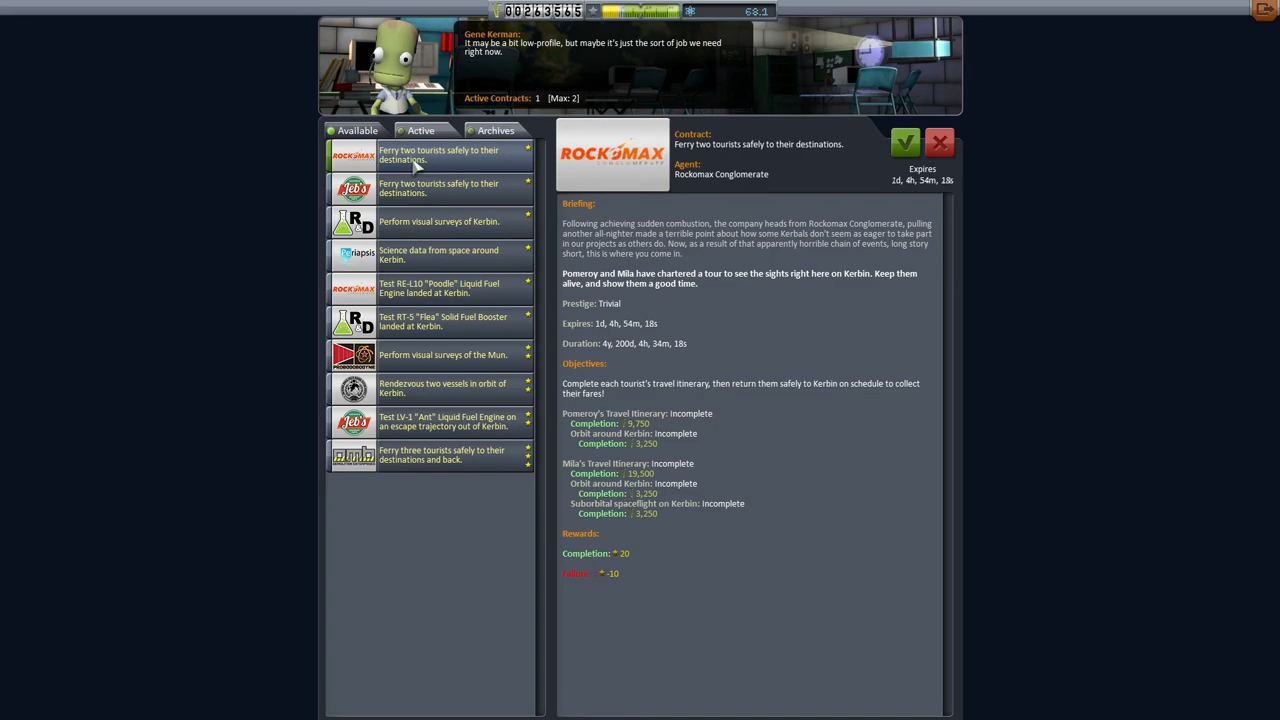 00263565
68.1
Gene Kerman:
It may be a bit low-profile, but maybe it's just the sort of job we need
right now.
Active Contracts: 1 [Max: 2]
Available
Active
Archives
ROCKOMAX
Ferry two tourists safely to their
destinations.
Jeb's
Ferry two tourists safely to their
destinations.
R&D
Perform visual surveys of Kerbin.
Periapsis
Science data from space around
Kerbin.
ROCKOMAX
Test RE-L10 "Poodle" Liquid Fuel
Engine landed at Kerbin.
R&D
Test RT-5 "Flea" Solid Fuel Booster
landed at Kerbin.
PROBODOBODYNE
Perform visual surveys of the Mun.
Rendezvous two vessels in orbit of
Kerbin.
Jeb's
Test LV-1 "Ant" Liquid Fuel Engine on
an escape trajectory out of Kerbin.
Ferry three tourists safely to their
destinations and back.
ROCKOMAX
CONGLOMERATE
Contract:
Ferry two tourists safely to their destinations.
Agent:
Rockomax Conglomerate
Expires
1d, 4h, 54m, 18s
Briefing:
Following achieving sudden combustion, the company heads from Rockomax Conglomerate, pulling
another all-nighter made a terrible point about how some Kerbals don't seem as eager to take part
in our projects as others do. Now, as a result of that apparently horrible chain of events, long story
short, this is where you come in.
Pomeroy and Mila have chartered a tour to see the sights right here on Kerbin. Keep them
alive, and show them a good time.
Prestige: Trivial
Expires: 1d, 4h, 54m, 18s
Duration: 4y, 200d, 4h, 34m, 18s
Objectives:
Complete each tourist's travel itinerary, then return them safely to Kerbin on schedule to collect
their fares!
Pomeroy's Travel Itinerary: Incomplete
Completion: 9,750
Orbit around Kerbin: Incomplete
Completion: 3,250
Mila's Travel Itinerary: Incomplete
Completion: 19,500
Orbit around Kerbin: Incomplete
Completion: 3,250
Suborbital spaceflight on Kerbin: Incomplete
Completion: 3,250
Rewards:
Completion: 20
Failure: -10